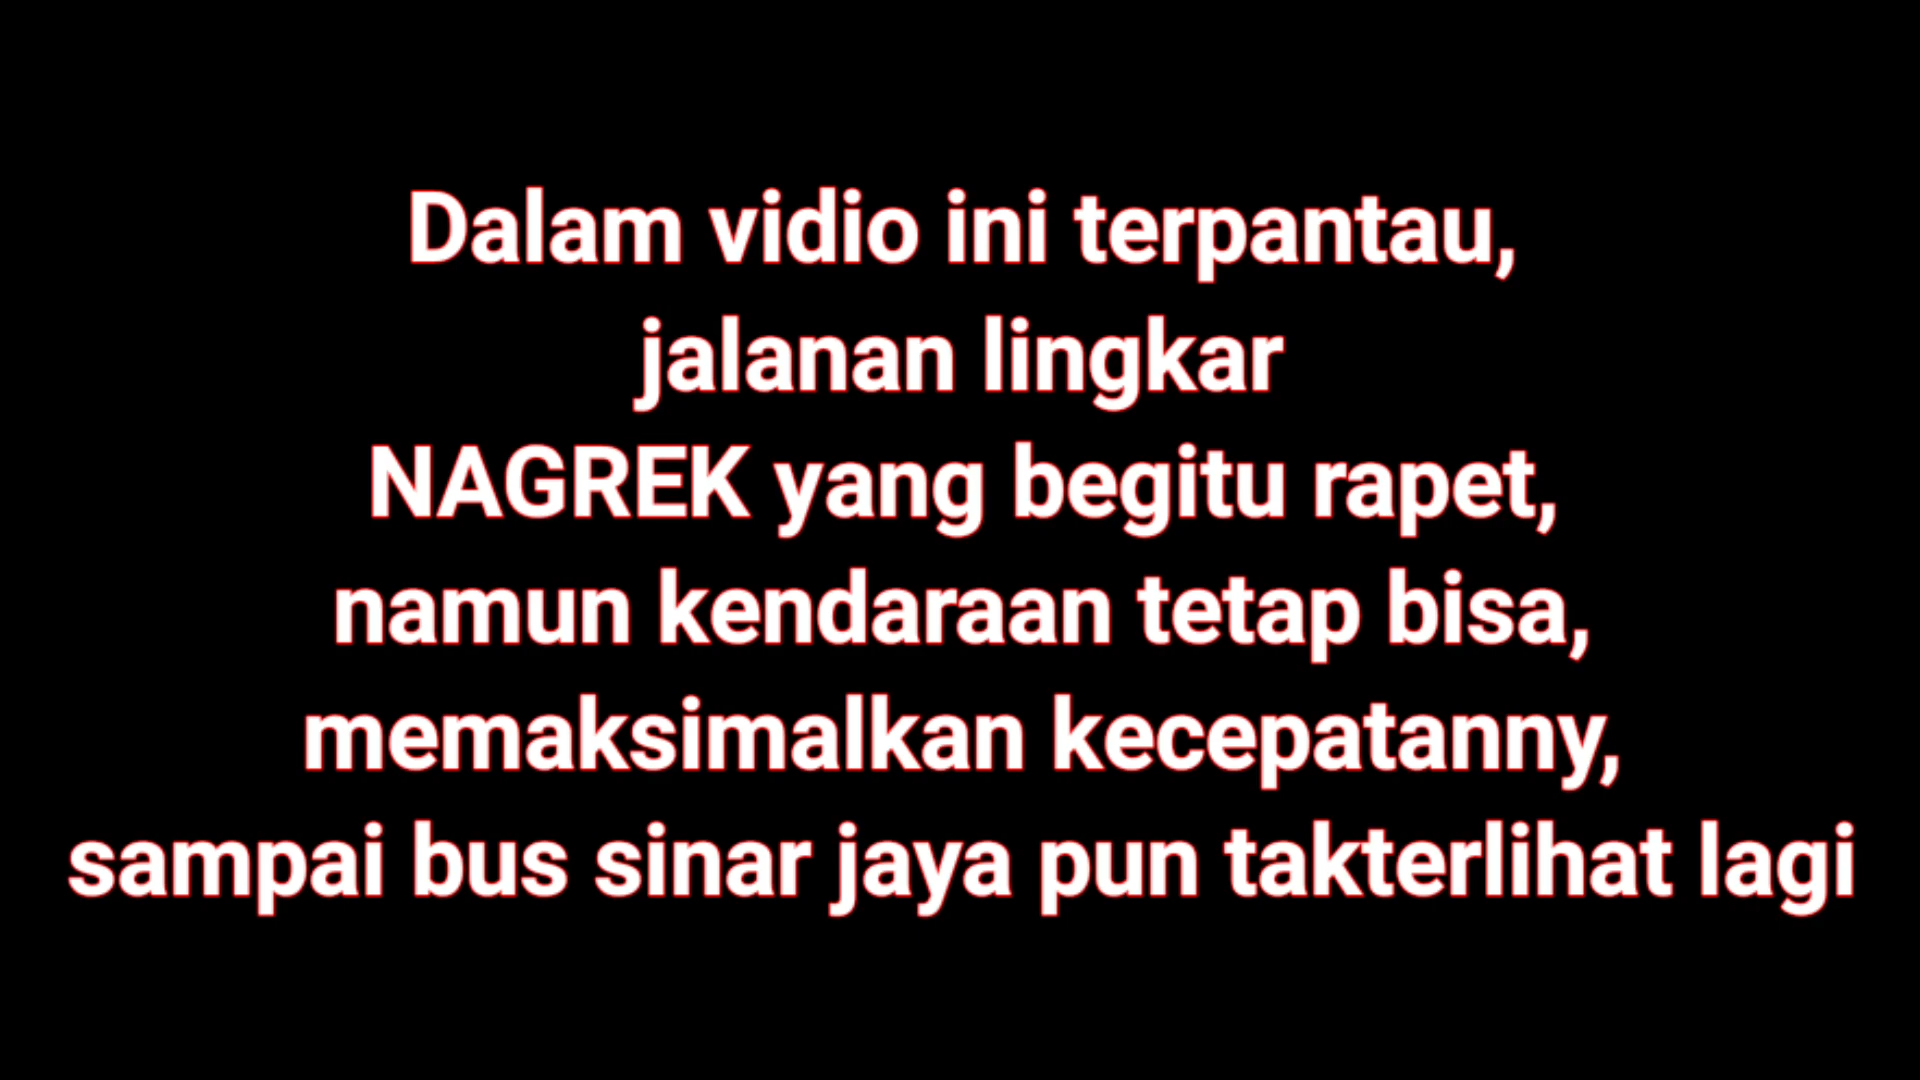 Dalam vidio ini terpantau,
jalanan lingkar
NAGREK yang begitu rapet,
namun kendaraan tetap bisa,
memaksimalkan kecepatanny,
sampai bus sinar jaya pun takterlihat lagi